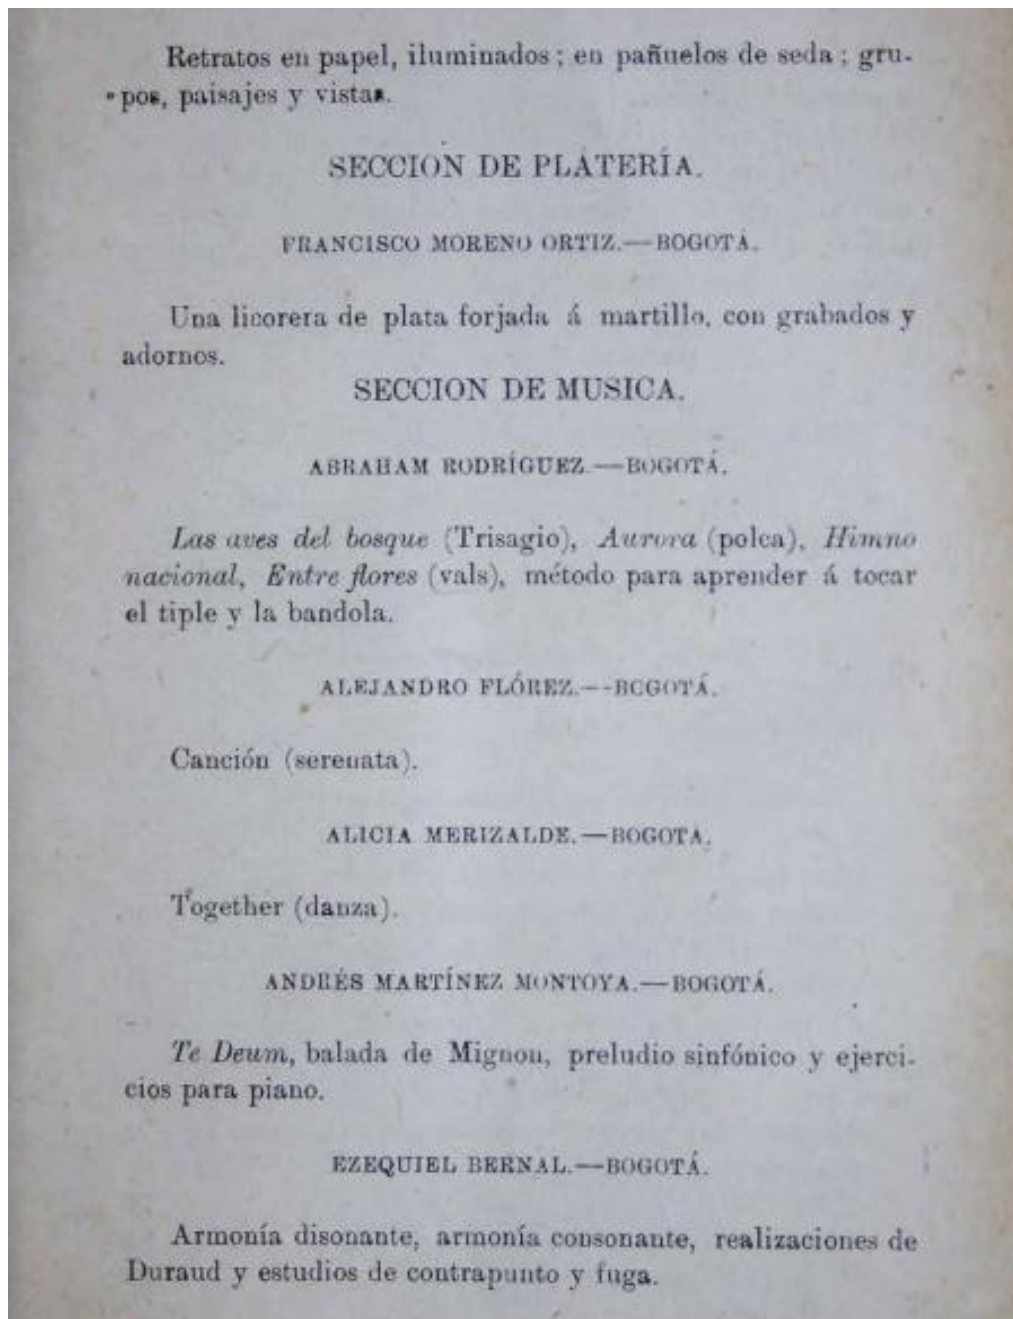 Retratos en papel, iluminados; en pañuelos de seda; gru-
pos, paisajes y vistas.
SECCION DE PLATERÍA.
FRANCISCO MORENO ORTIZ.—BOGOTÁ.
Una licorera de plata forjada á martillo, con grabados y
adornos.
SECCION DE MUSICA.
ABRAHAM RODRÍGUEZ.—BOGOTÁ.
Las aves del bosque (Trisagio), Aurora (polca), Himno
nacional, Entre flores (vals), método para aprender á tocar
el tiple y la bandola.
ALEJANDRO FLÓREZ.—BOGOTÁ.
Canción (serenata).
ALICIA MERIZALDE.—BOGOTÁ.
Together (danza).
ANDRÉS MARTÍNEZ MONTOYA.—BOGOTÁ.
Te Deum, balada de Mignon, preludio sinfónico y ejerci-
cios para piano.
EZEQUIEL BERNAL.—BOGOTÁ.
Armonía disonante, armonía consonante, realizaciones de
Duraud y estudios de contrapunto y fuga.